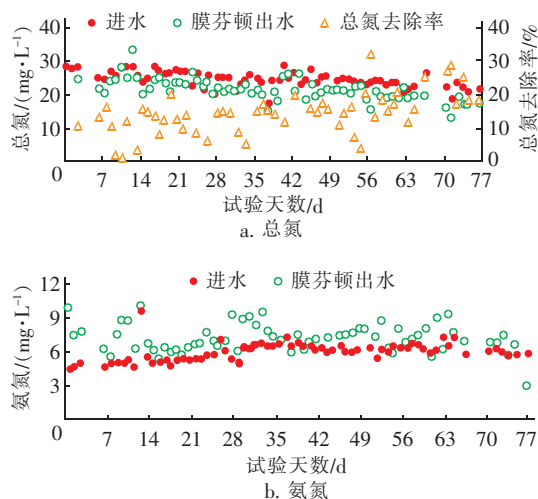 进水 膜芬顿出水 总氮去除率
总氮/(mg·L⁻¹)
40 30 20 10 0
40 30 20 10 0
总氮去除率/%
7 14 21 28 35 42 49 56 63 70 77
试验天数/d
a. 总氮
进水 膜芬顿出水
氨氮/(mg·L⁻¹)
12 9 6 3 0
7 14 21 28 35 42 49 56 63 70 77
试验天数/d
b. 氨氮